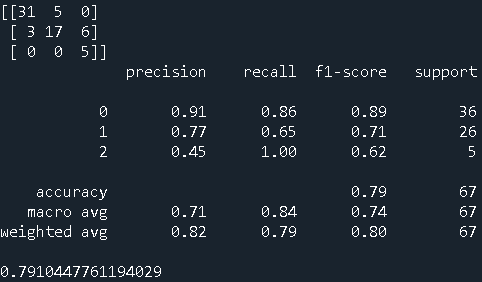 [[31  5  0]
 [ 3 17  6]
 [ 0  0  5]]
              precision    recall  f1-score   support

           0       0.91      0.86      0.89        36
           1       0.77      0.65      0.71        26
           2       0.45      1.00      0.62         5

    accuracy                           0.79        67
   macro avg       0.71      0.84      0.74        67
weighted avg       0.82      0.79      0.80        67

0.7910447761194029